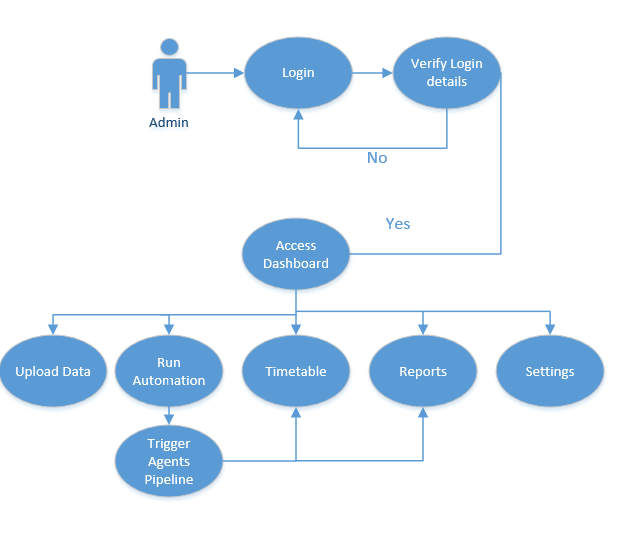 Login
Verify Login
details
Admin
No
Yes
Access
Dashboard
Upload Data
Run
Automation
Timetable
Reports
Settings
Trigger
Agents
Pipeline